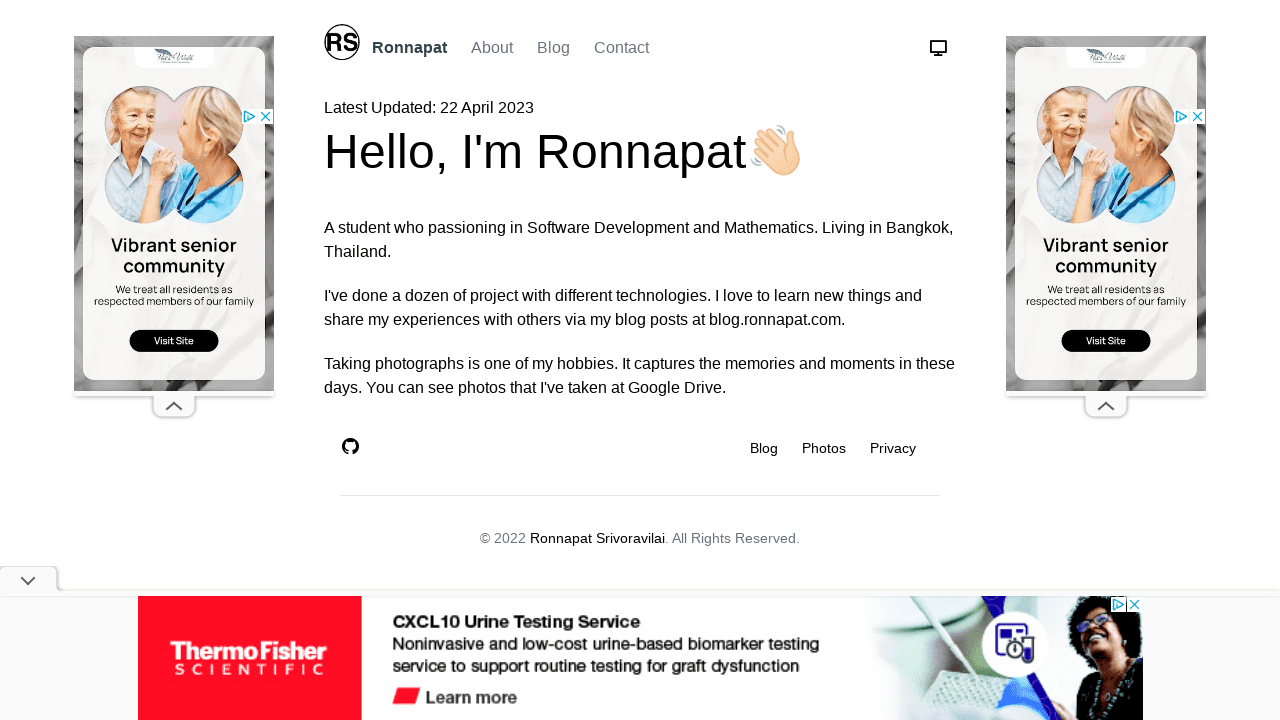 RS Ronnapat About Blog Contact
Latest Updated: 22 April 2023
Hello, I'm Ronnapat👋🏻
A student who passioning in Software Development and Mathematics. Living in Bangkok,
Thailand.
I've done a dozen of project with different technologies. I love to learn new things and
share my experiences with others via my blog posts at blog.ronnapat.com.
Taking photographs is one of my hobbies. It captures the memories and moments in these
days. You can see photos that I've taken at Google Drive.
Blog Photos Privacy
© 2022 Ronnapat Srivoravilai. All Rights Reserved.
Vibrant senior
community
We treat all residents as
respected members of our family
Visit Site
Vibrant senior
community
We treat all residents as
respected members of our family
Visit Site
ThermoFisher
SCIENTIFIC
CXCL10 Urine Testing Service
Noninvasive and low-cost urine-based biomarker testing
service to support routine testing for graft dysfunction
Learn more